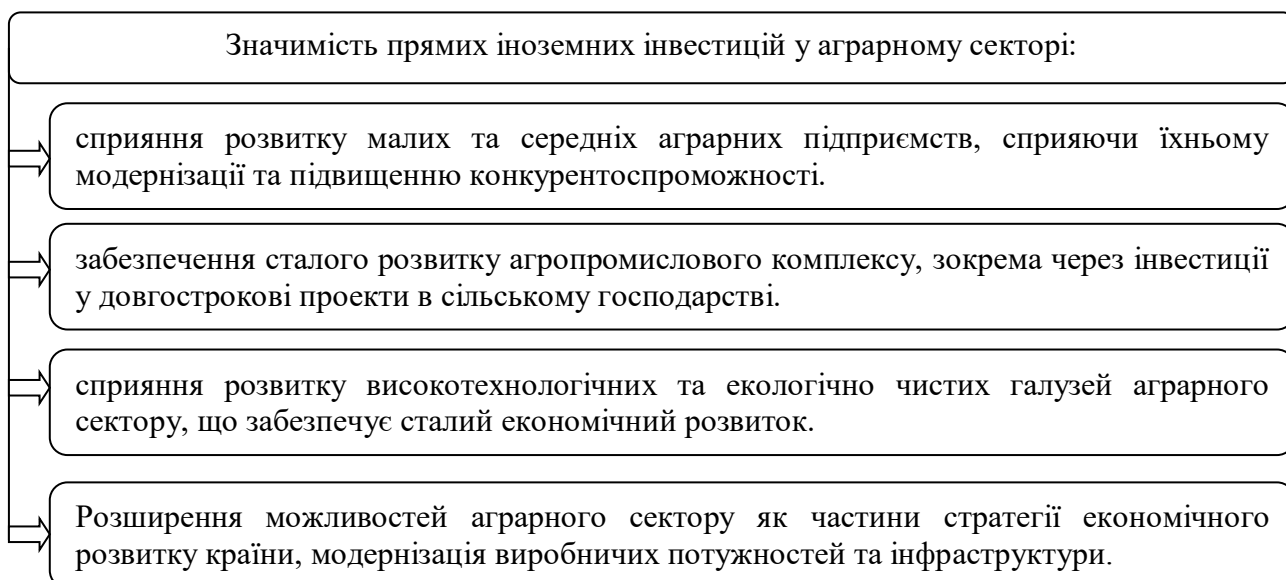 Значимість прямих іноземних інвестицій у аграрному секторі:
сприяння розвитку малих та середніх аграрних підприємств, сприяючи їхньому
модернізації та підвищенню конкурентоспроможності.
забезпечення сталого розвитку агропромислового комплексу, зокрема через інвестиції
у довгострокові проекти в сільському господарстві.
сприяння розвитку високотехнологічних та екологічно чистих галузей аграрного
сектору, що забезпечує сталий економічний розвиток.
Розширення можливостей аграрного сектору як частини стратегії економічного
розвитку країни, модернізація виробничих потужностей та інфраструктури.